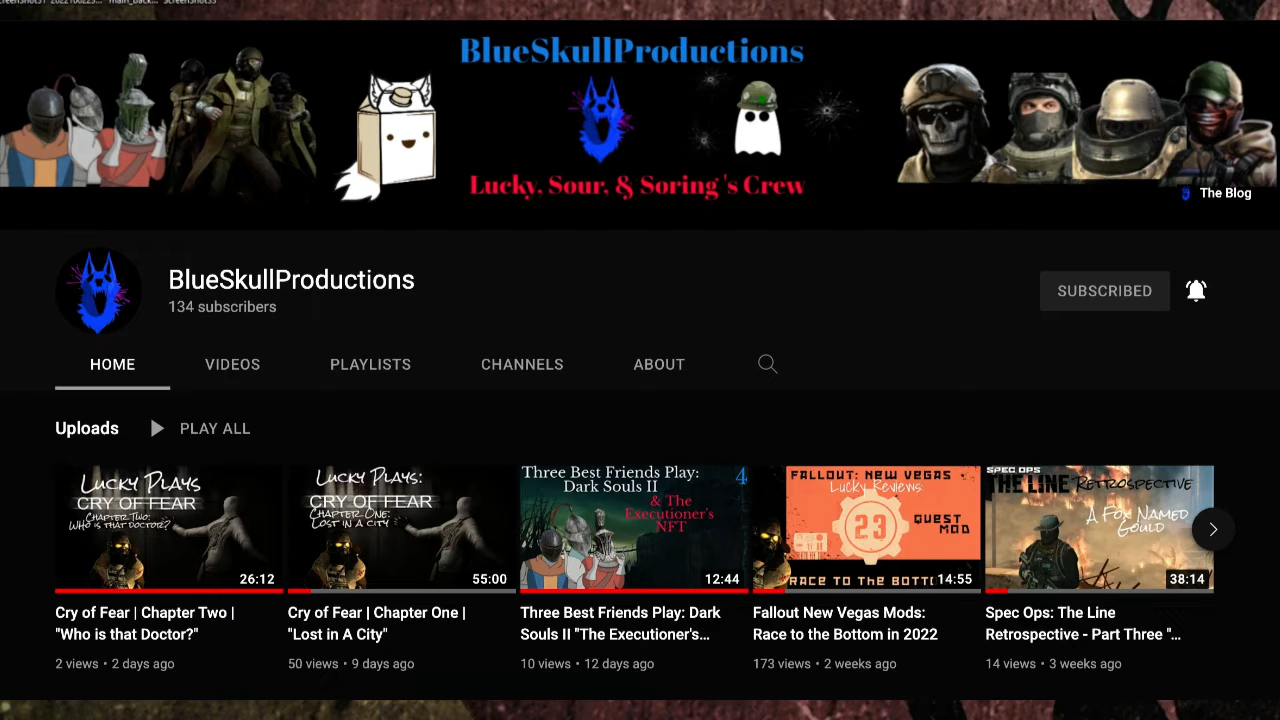 BlueSkullProductions
Lucky, Sour, & Soring 's Crew
The Blog
BlueSkullProductions
134 subscribers
SUBSCRIBED
HOME VIDEOS PLAYLISTS CHANNELS ABOUT
Uploads PLAY ALL
LUCKY PLAYS
CRY OF FEAR
CHAPTER TWO:
WHO IS THAT DOCTOR?
26:12
LUCKY PLAYS:
CRY OF FEAR
CHAPTER ONE:
LOST IN A CITY
55:00
Three Best Friends Play:
Dark Souls II
4
& The
Executioner's
NFT
12:44
FALLOUT: NEW VEGAS
Lucky Reviews
23
QUEST
MOD
RACE TO THE BOTT
14:55
SPEC OPS
THE LINE RETROSPECTIVE
A FOX NAMED
GOULD
38:14
Cry of Fear | Chapter Two |
"Who is that Doctor?"
2 views • 2 days ago
Cry of Fear | Chapter One |
"Lost in A City"
50 views • 9 days ago
Three Best Friends Play: Dark
Souls II "The Executioner's...
10 views • 12 days ago
Fallout New Vegas Mods:
Race to the Bottom in 2022
173 views • 2 weeks ago
Spec Ops: The Line
Retrospective - Part Three "...
14 views • 3 weeks ago